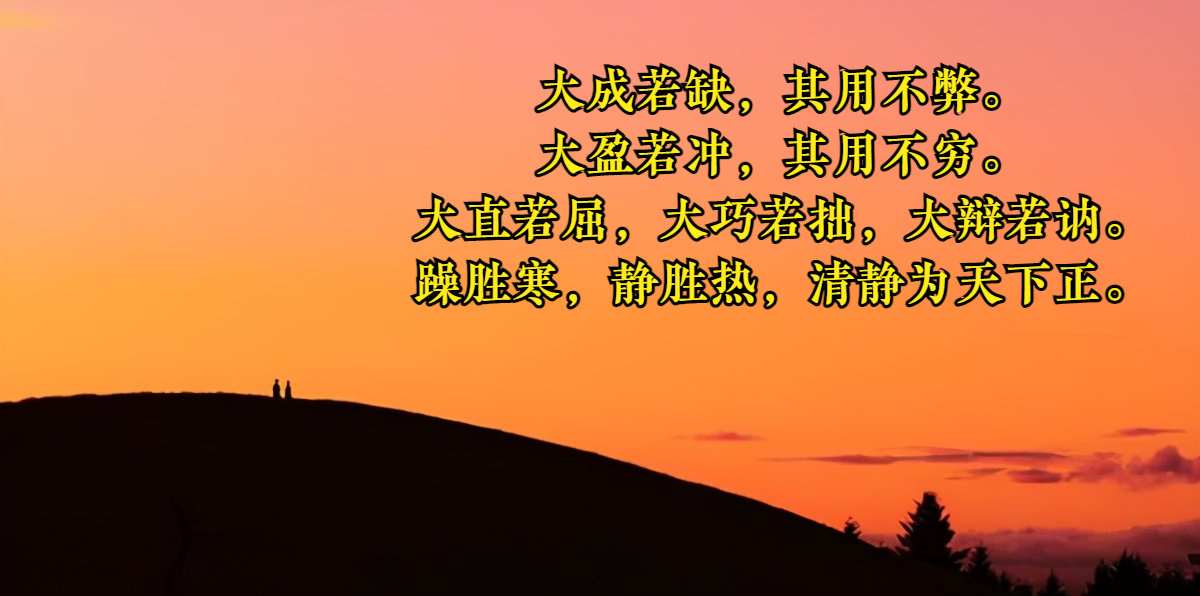 大成若缺，其用不弊。
大盈若冲，其用不穷。
大直若屈，大巧若拙，大辩若讷。
躁胜寒，静胜热，清静为天下正。